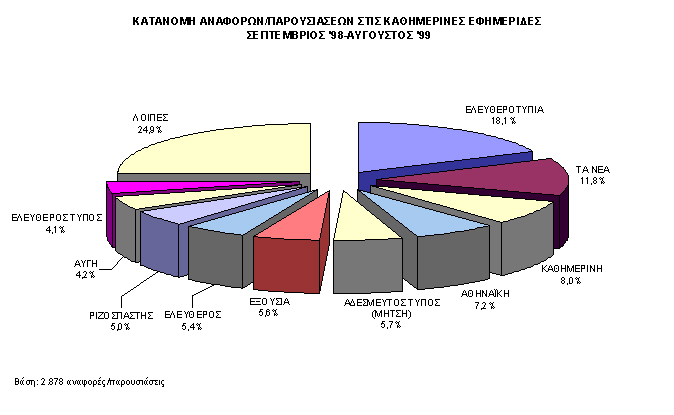 ΚΑΤΑΝΟΜΗ ΑΝΑΦΟΡΩΝ/ΠΑΡΟΥΣΙΑΣΕΩΝ ΣΤΙΣ ΚΑΘΗΜΕΡΙΝΕΣ ΕΦΗΜΕΡΙΔΕΣ
ΣΕΠΤΕΜΒΡΙΟΣ '98-ΑΥΓΟΥΣΤΟΣ '99
ΛΟΙΠΕΣ
24,9%
ΕΛΕΥΘΕΡΟΤΥΠΙΑ
18,1%
ΤΑ ΝΕΑ
11,8%
ΕΛΕΥΘΕΡΟΣ ΤΥΠΟΣ
4,1%
ΑΥΓΗ
4,2%
ΚΑΘΗΜΕΡΙΝΗ
8,0%
ΡΙΖΟΣΠΑΣΤΗΣ
5,0%
ΕΛΕΥΘΕΡΟΣ
5,4%
ΕΞΟΥΣΙΑ
5,6%
ΑΔΕΣΜΕΥΤΟΣ ΤΥΠΟΣ
(ΜΗΤΣΗ)
5,7%
ΑΘΗΝΑΪΚΗ
7,2%
Βάση: 2.878 αναφορές/παρουσιάσεις